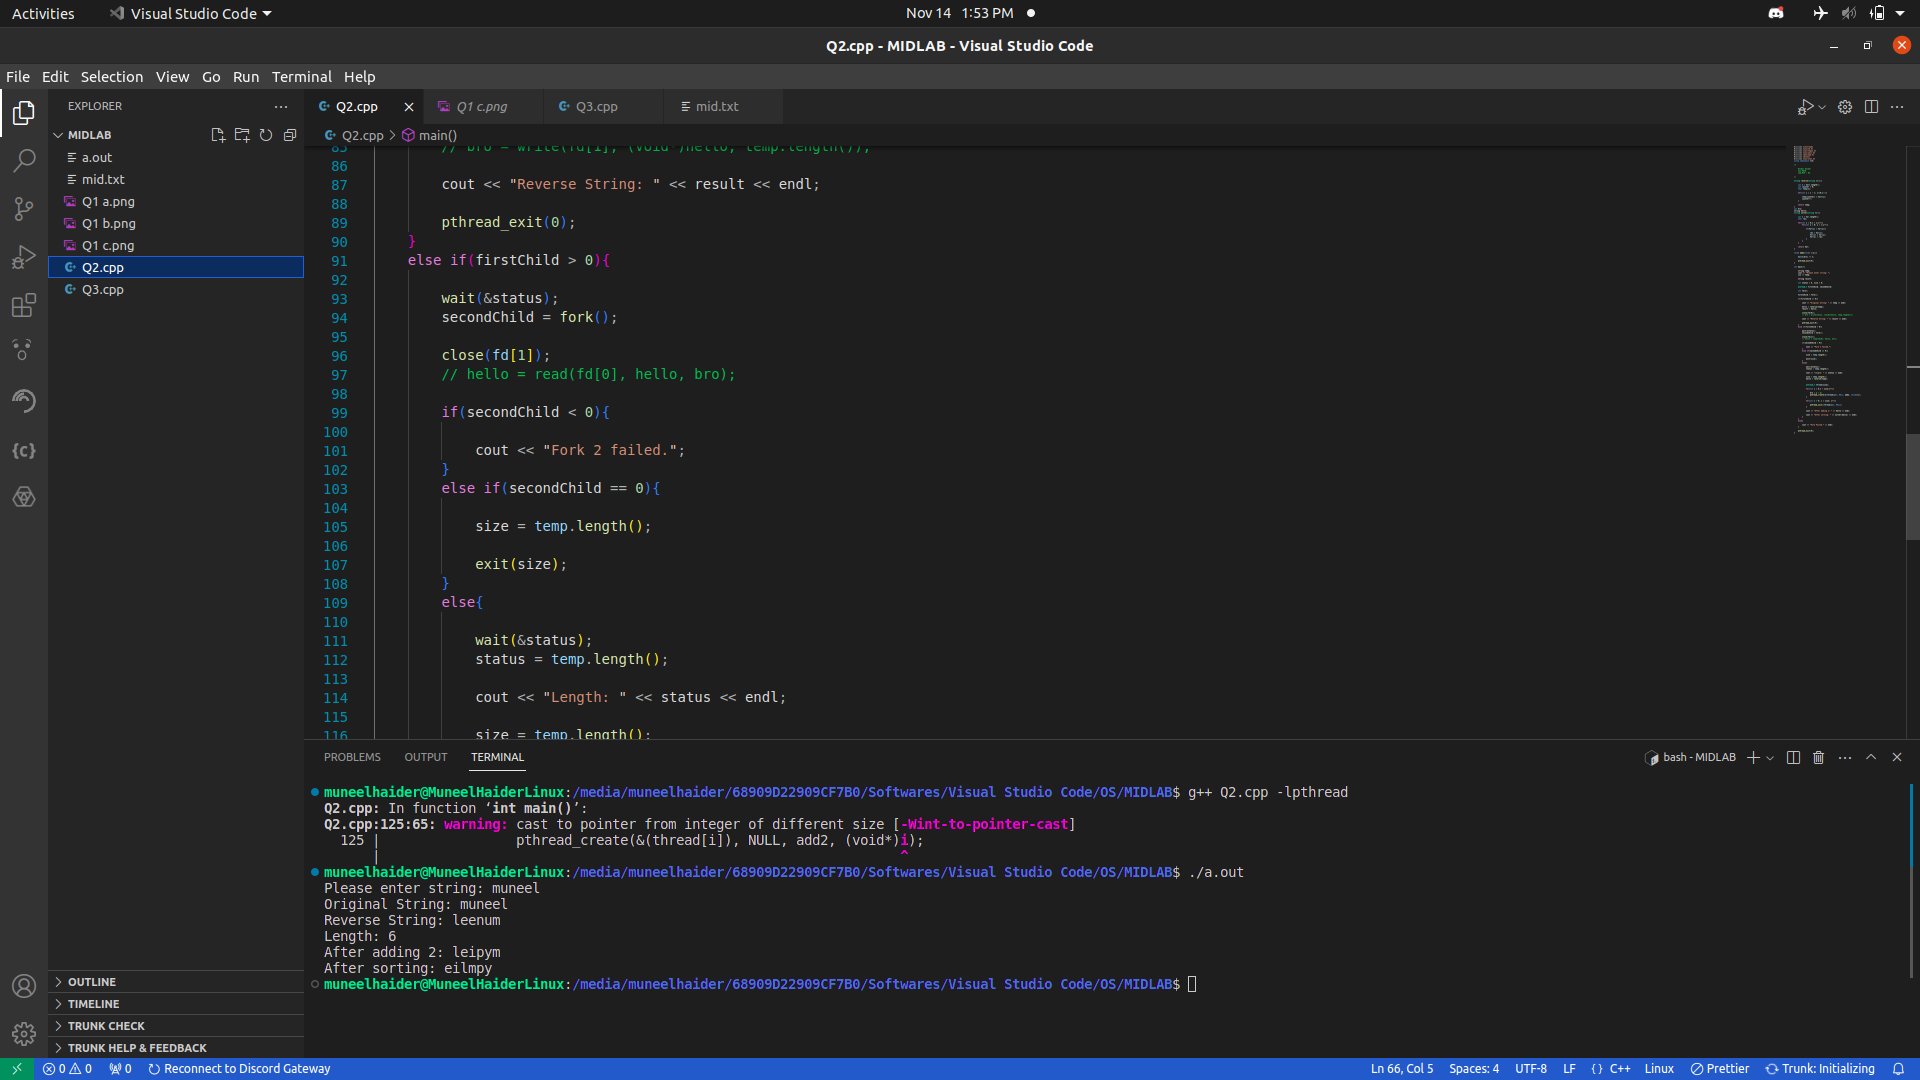 Activities
Visual Studio Code
Nov 14 1:53 PM
Q2.cpp - MIDLAB - Visual Studio Code
File Edit Selection View Go Run Terminal Help
EXPLORER
MIDLAB
a.out
mid.txt
Q1 a.png
Q1 b.png
Q1 c.png
Q2.cpp
Q3.cpp
OUTLINE
TIMELINE
TRUNK CHECK
TRUNK HELP & FEEDBACK
Q2.cpp
Q1 c.png
Q3.cpp
mid.txt
Q2.cpp > main()
85 // bro = write(fd[1], (void*)hello, temp.length());
86
87 cout << "Reverse String: " << result << endl;
88
89 pthread_exit(0);
90 }
91 else if(firstChild > 0){
92
93 wait(&status);
94 secondChild = fork();
95
96 close(fd[1]);
97 // hello = read(fd[0], hello, bro);
98
99 if(secondChild < 0){
100
101 cout << "Fork 2 failed.";
102 }
103 else if(secondChild == 0){
104
105 size = temp.length();
106
107 exit(size);
108 }
109 else{
110
111 wait(&status);
112 status = temp.length();
113
114 cout << "Length: " << status << endl;
115
116 size = temp.length();
PROBLEMS OUTPUT TERMINAL
bash - MIDLAB
muneelhaider@MuneelHaiderLinux:/media/muneelhaider/68909D22909CF7B0/Softwares/Visual Studio Code/OS/MIDLAB$ g++ Q2.cpp -lpthread
Q2.cpp: In function ‘int main()’:
Q2.cpp:125:65: warning: cast to pointer from integer of different size [-Wint-to-pointer-cast]
125 | pthread_create(&(thread[i]), NULL, add2, (void*)i);
| ^
muneelhaider@MuneelHaiderLinux:/media/muneelhaider/68909D22909CF7B0/Softwares/Visual Studio Code/OS/MIDLAB$ ./a.out
Please enter string: muneel
Original String: muneel
Reverse String: leenum
Length: 6
After adding 2: leipym
After sorting: eilmpy
muneelhaider@MuneelHaiderLinux:/media/muneelhaider/68909D22909CF7B0/Softwares/Visual Studio Code/OS/MIDLAB$
0 0 0 Reconnect to Discord Gateway
Ln 66, Col 5 Spaces: 4 UTF-8 LF {} C++ Linux Prettier Trunk: Initializing